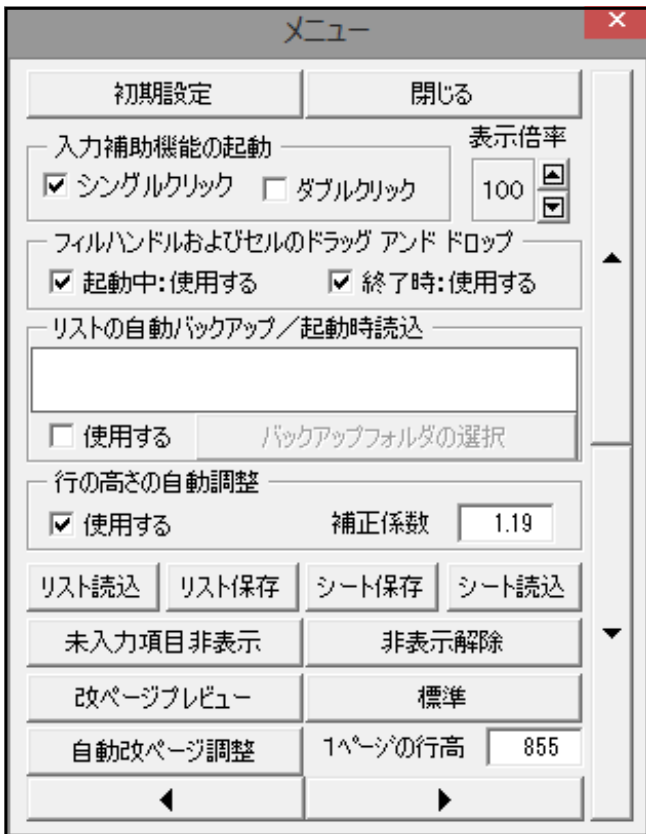 メニュー
初期設定 閉じる
入力補助機能の起動 表示倍率
シングルクリック ダブルクリック 100
フィルハンドルおよびセルのドラッグ アンド ドロップ
起動中:使用する 終了時:使用する
リストの自動バックアップ/起動時読込
使用する バックアップフォルダの選択
行の高さの自動調整
使用する 補正係数 1.19
リスト読込 リスト保存 シート保存 シート読込
未入力項目非表示 非表示解除
改ページプレビュー 標準
自動改ページ調整 1ページの行高 855